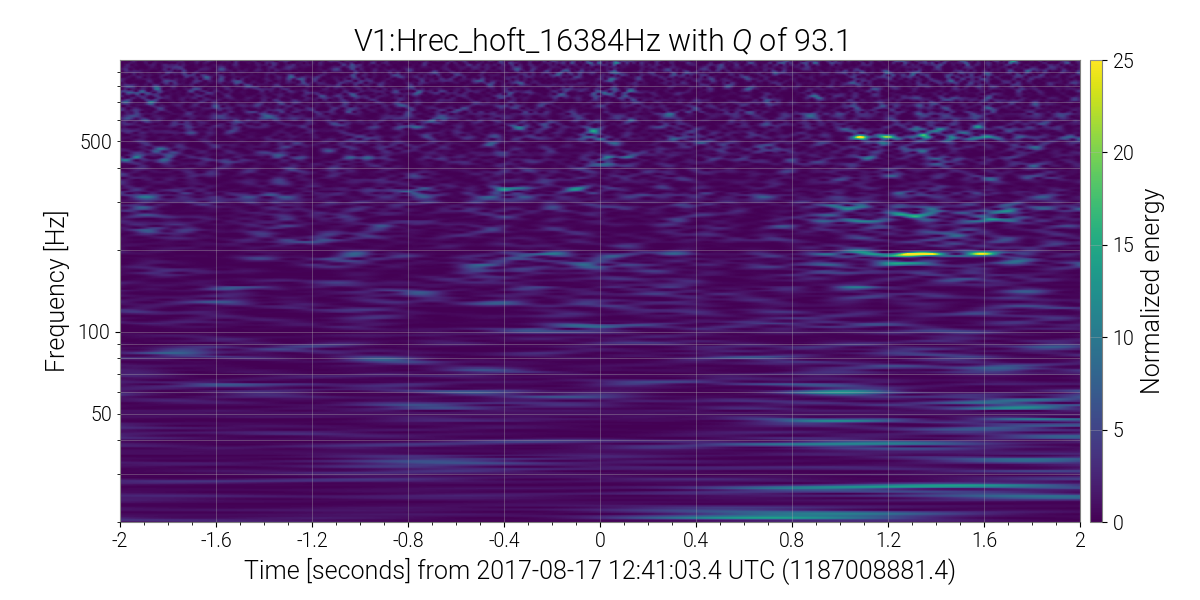 V1:Hrec_hoft_16384Hz with Q of 93.1
Frequency [Hz]
500
100
50
-2 -1.6 -1.2 -0.8 -0.4 0 0.4 0.8 1.2 1.6 2
Time [seconds] from 2017-08-17 12:41:03.4 UTC (1187008881.4)
25
20
15
10
5
0
Normalized energy